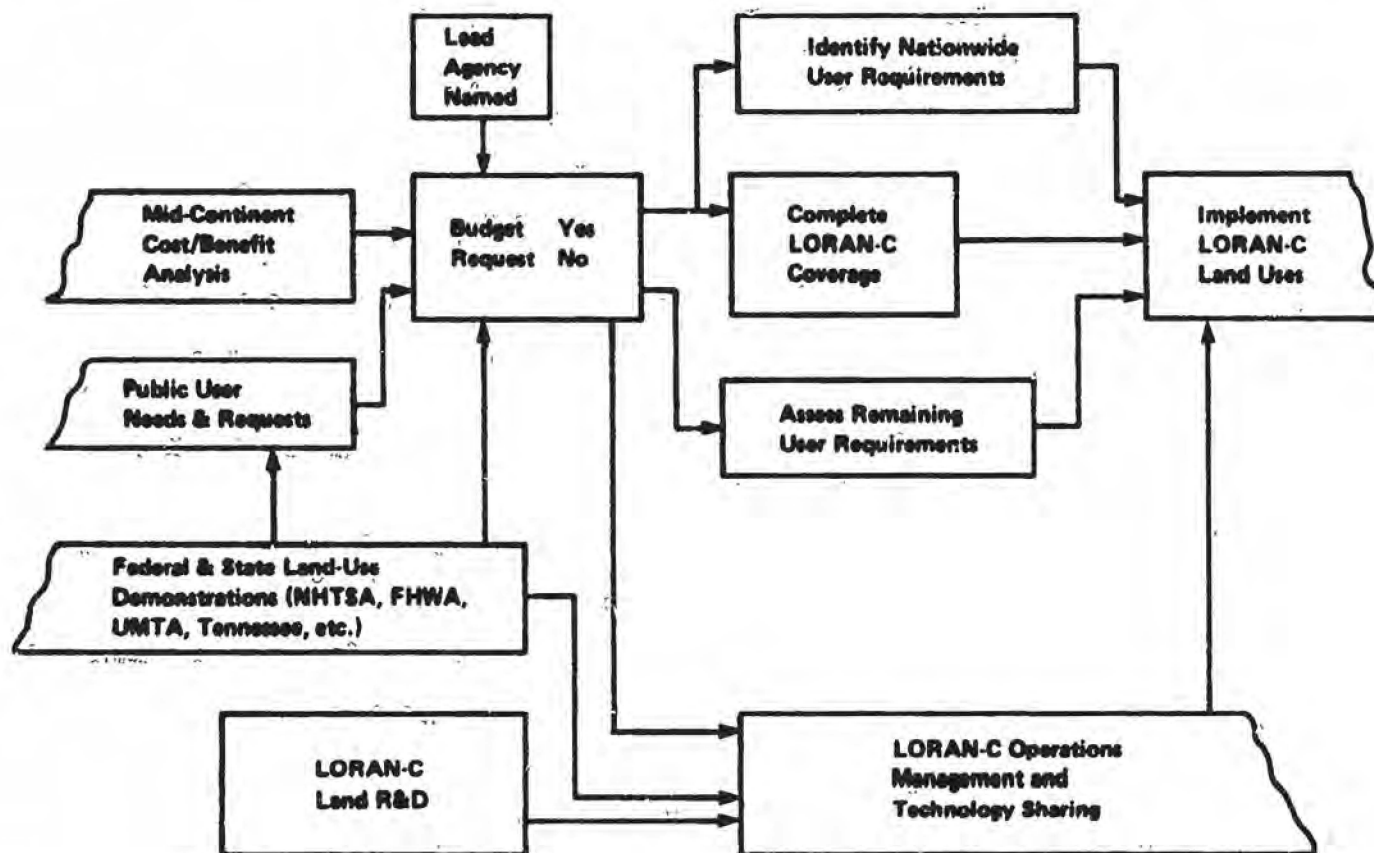 Lead
Agency
Named
Identify Nationwide
User Requirements
Mid-Continent
Cost/Benefit
Analysis
Budget Yes
Request No
Complete
LORAN-C
Coverage
Implement
LORAN-C
Land Uses
Public User
Needs & Requests
Assess Remaining
User Requirements
Federal & State Land-Use
Demonstrations (NHTSA, FHWA,
UMTA, Tennessee, etc.)
LORAN-C
Land R&D
LORAN-C Operations
Management and
Technology Sharing